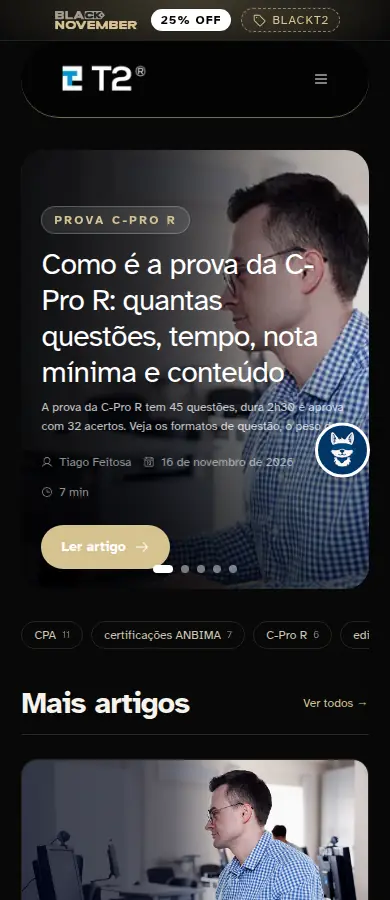 BLACK
NOVEMBER
25% OFF
BLACKT2
T2®
PROVA C-PRO R
Como é a prova da C-
Pro R: quantas
questões, tempo, nota
mínima e conteúdo
A prova da C-Pro R tem 45 questões, dura 2h30 e aprova
com 32 acertos. Veja os formatos de questão, o peso
Tiago Feitosa
16 de novembro de 2026
7 min
Ler artigo →
CPA 11
certificações ANBIMA 7
C-Pro R 6
edi
Mais artigos
Ver todos →